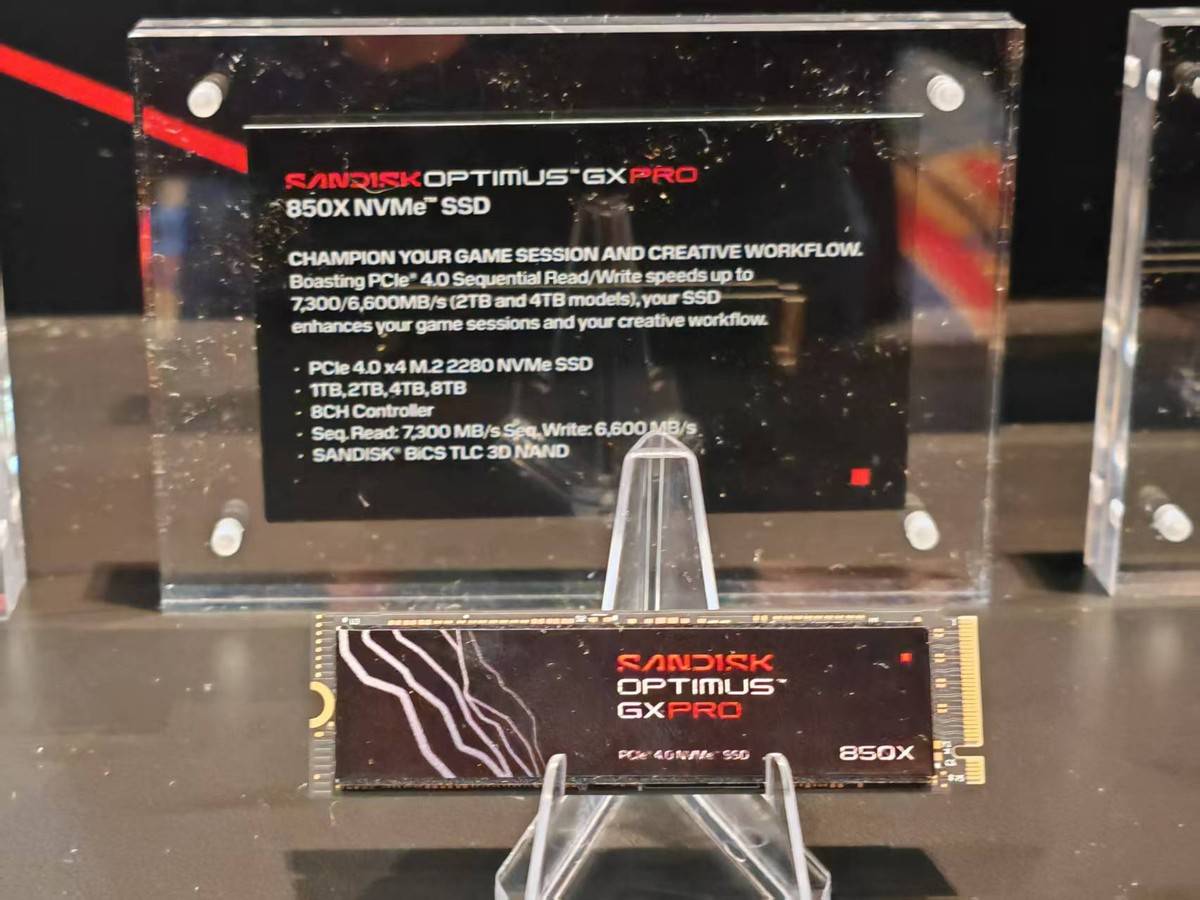 SANDISK OPTIMUS™ GX PRO
850X NVMe™ SSD
CHAMPION YOUR GAME SESSION AND CREATIVE WORKFLOW.
Boasting PCIe® 4.0 Sequential Read/Write speeds up to
7,300/6,600MB/s (2TB and 4TB models), your SSD
enhances your game sessions and your creative workflow.
· PCIe 4.0 x4 M.2 2280 NVMe SSD
· 1TB, 2TB, 4TB, 8TB
· 8CH Controller
· Seq. Read: 7,300 MB/s Seq. Write: 6,600 MB/s
· SANDISK® BiCS TLC 3D NAND
SANDISK
OPTIMUS™
GX PRO
PCIe® 4.0 NVMe™ SSD
850X